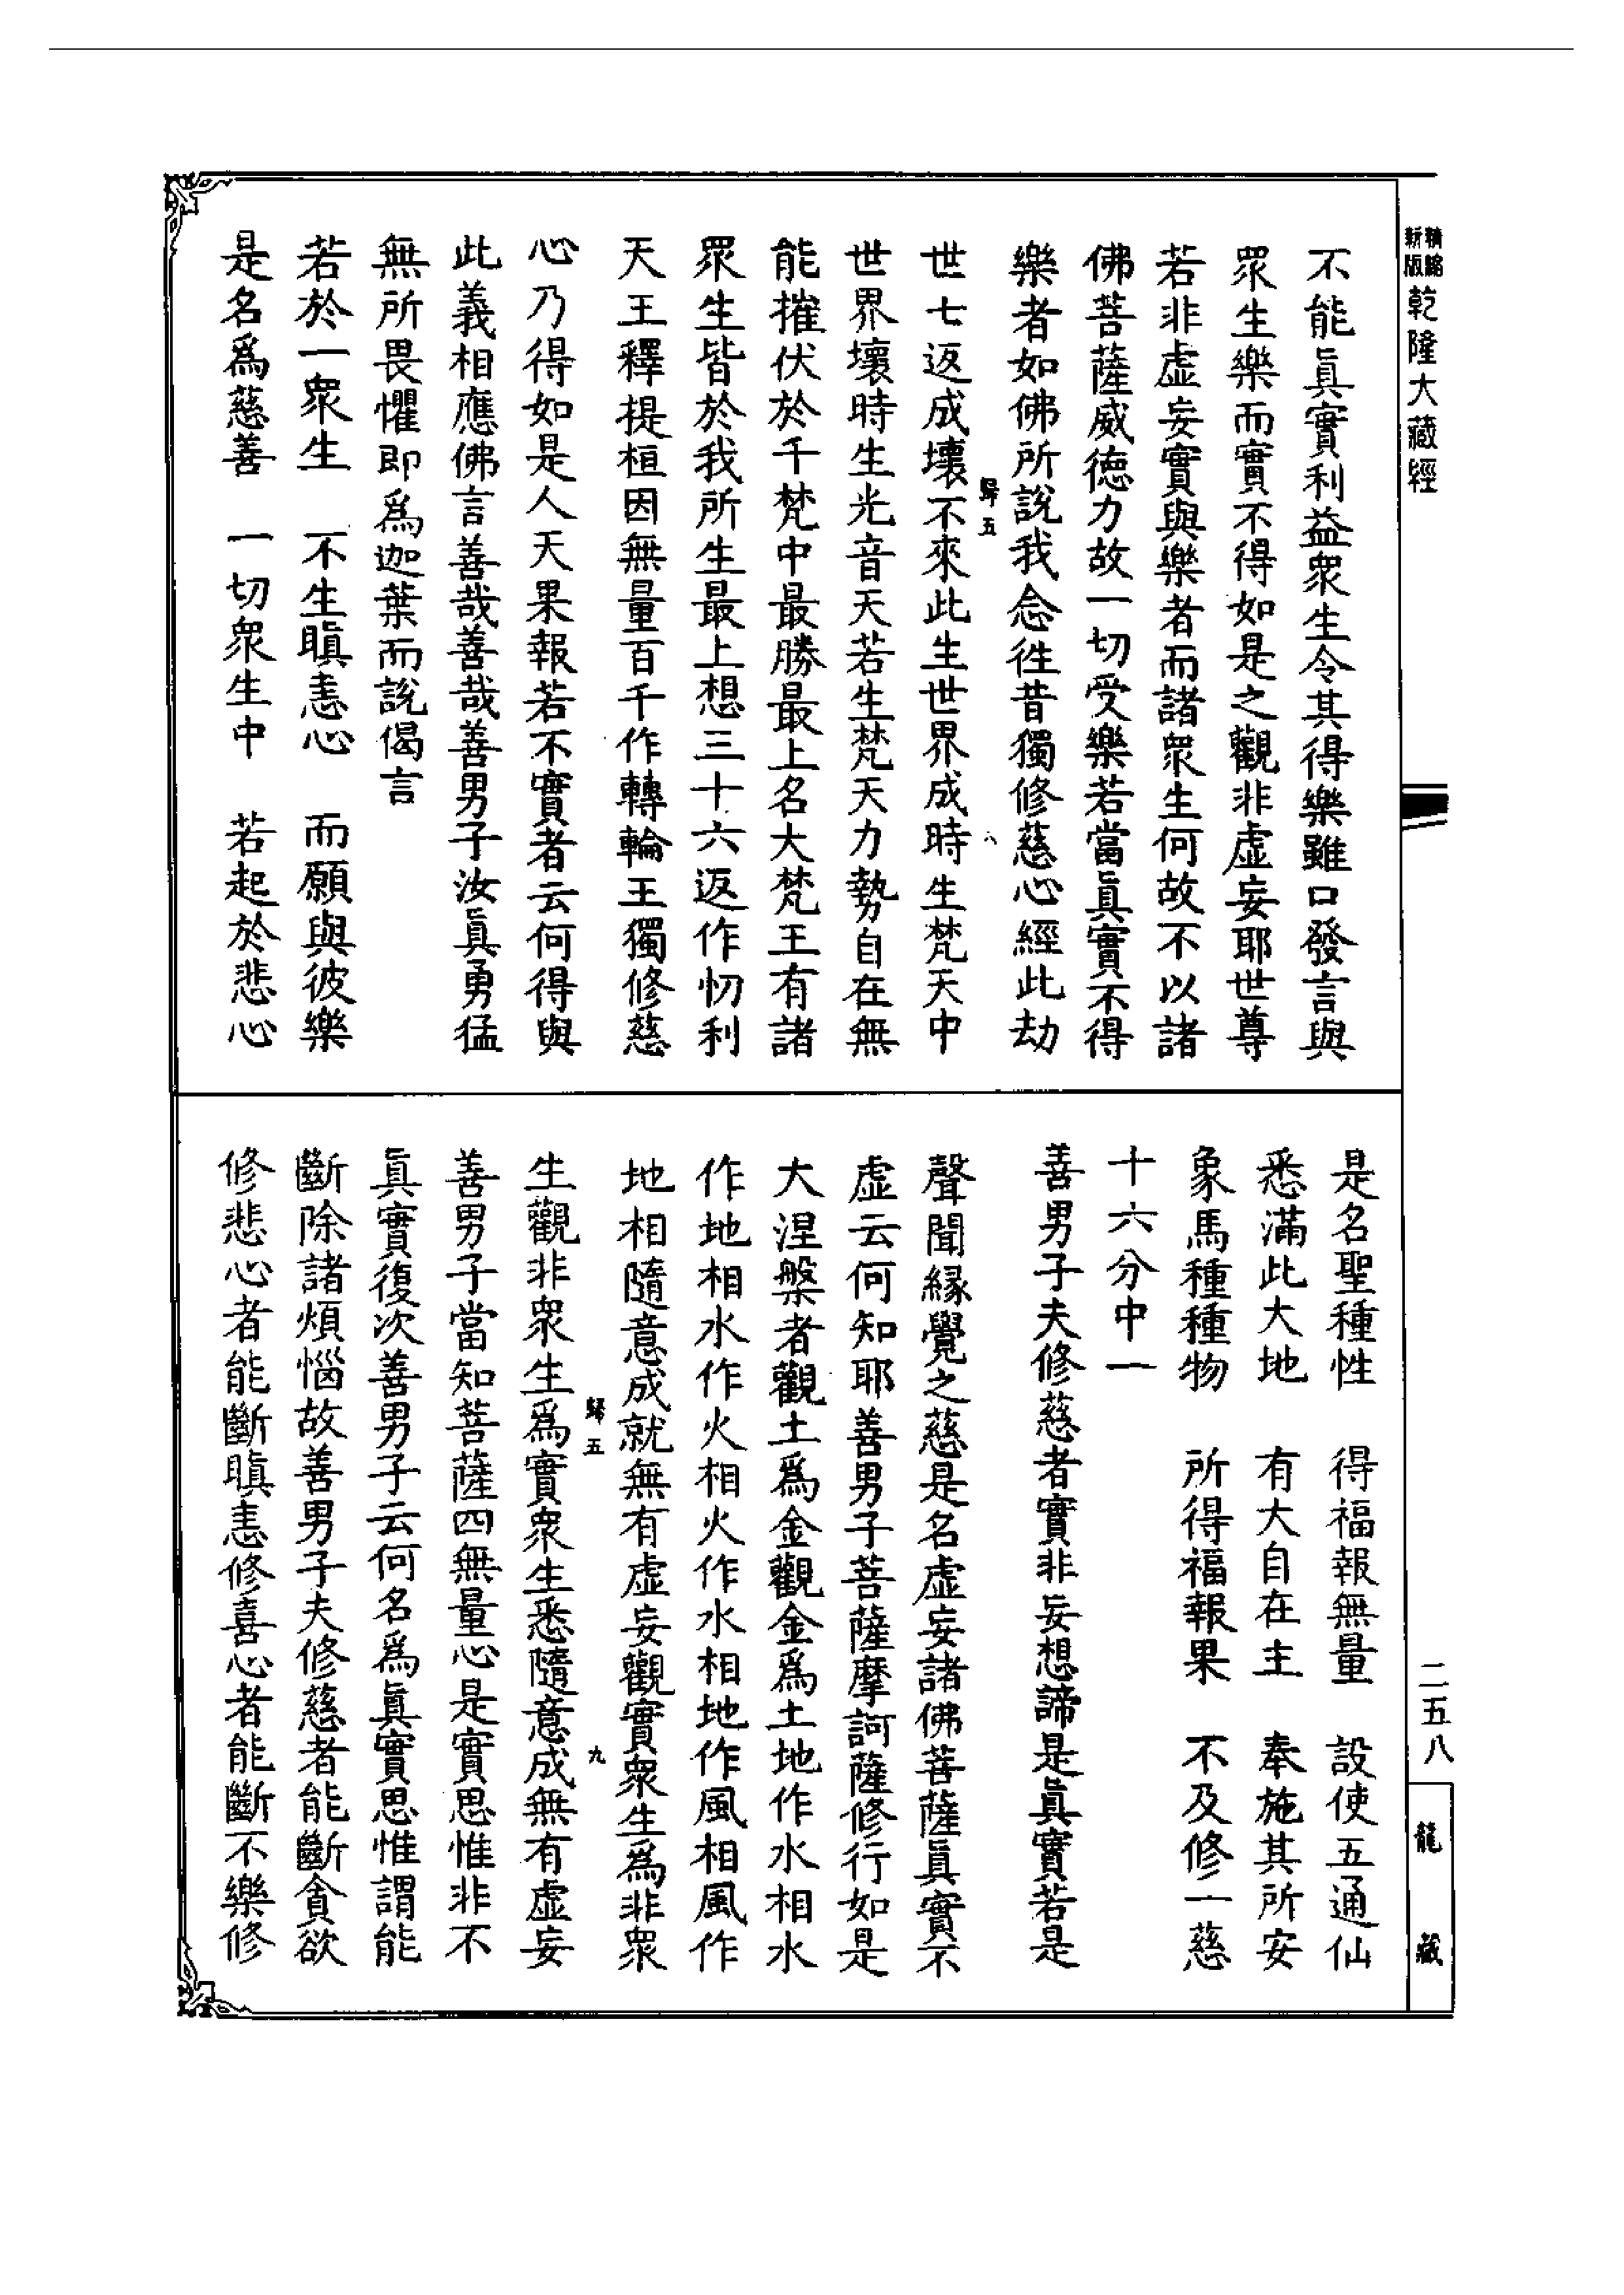 精縮新版乾隆大藏經
不能眞實利益衆生令其得樂雖口發言與
衆生樂而實不得如是之觀非虛妄耶世尊
若非虛妄實與樂者而諸衆生何故不以諸
佛菩薩威德力故一切受樂若當眞實不得
樂者如佛所說我念徃昔獨修慈心經此劫
歸五
八
世七返成壞不來此生世界成時生梵天中
世界壞時生光音天若生梵天力勢自在無
能摧伏於千梵中最勝最上名大梵王有諸
衆生皆於我所生最上想三十六返作忉利
天王釋提桓因無量百千作轉輪王獨修慈
心乃得如是人天果報若不實者云何得與
此義相應佛言善哉善哉善男子汝眞勇猛
無所畏懼即爲迦葉而說偈言
若於一衆生　不生瞋恚心　而願與彼樂
是名爲慈善　一切衆生中　若起於悲心
是名聖種性　得福報無量　設使五通仙
悉滿此大地　有大自在主　奉施其所安
象馬種種物　所得福報果　不及修一慈
十六分中一
善男子夫修慈者實非妄想諦是眞實若是
聲聞緣覺之慈是名虛妄諸佛菩薩眞實不
虛云何知耶善男子菩薩摩訶薩修行如是
大涅槃者觀土爲金觀金爲土地作水相水
作地相水作火相火作水相地作風相風作
地相隨意成就無有虛妄觀實衆生爲非衆
歸五
九
生觀非衆生爲實衆生悉隨意成無有虛妄
善男子當知菩薩四無量心是實思惟非不
眞實復次善男子云何名爲眞實思惟謂能
斷除諸煩惱故善男子夫修慈者能斷貪欲
修悲心者能斷瞋恚修喜心者能斷不樂修
二五八
龍藏